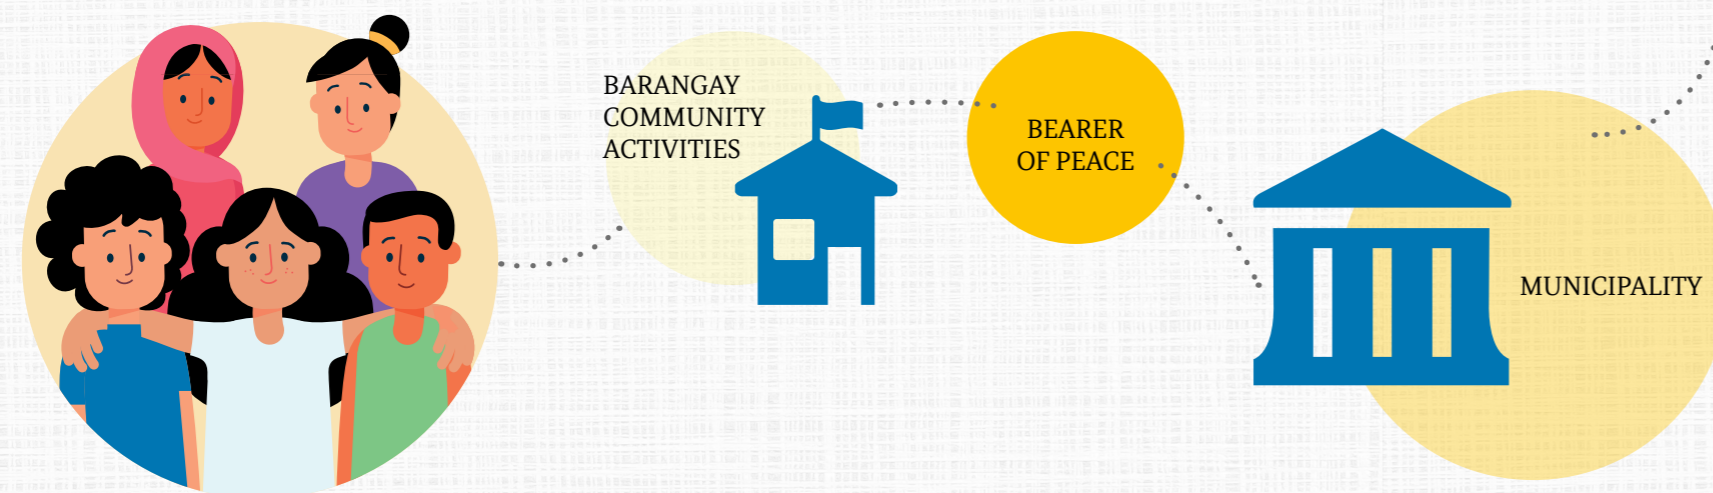 BARANGAY
COMMUNITY
ACTIVITIES
BEARER
OF PEACE
MUNICIPALITY